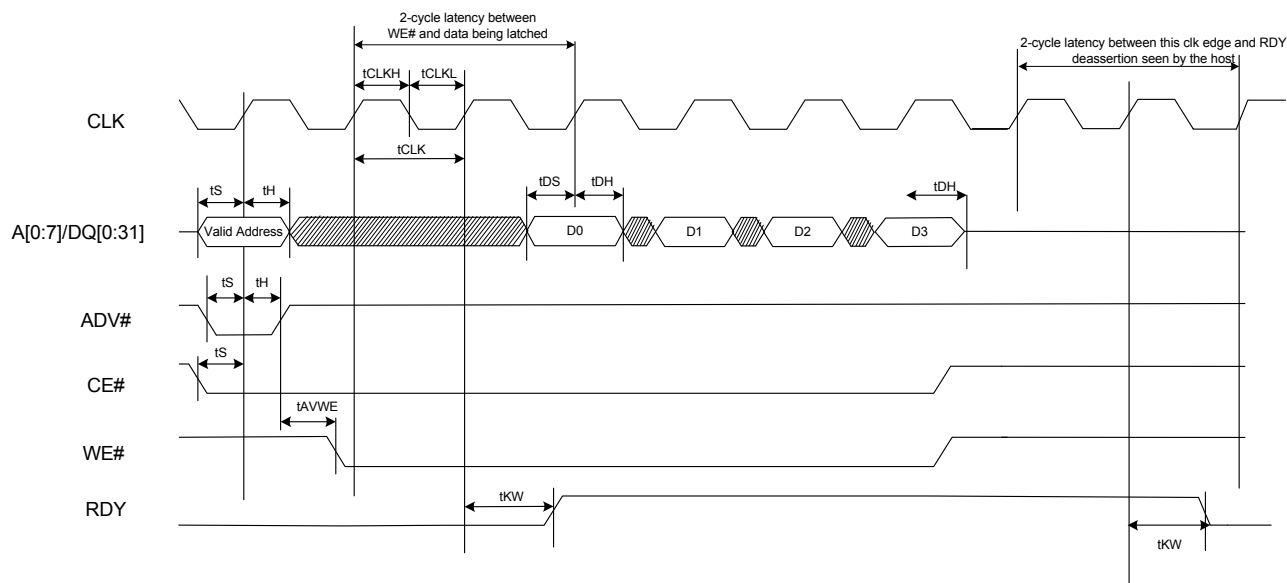 2-cycle latency between
WE# and data being latched
2-cycle latency between this clk edge and RDY
deassertion seen by the host
tCLKH
tCLKL
CLK
tCLK
tS
tH
tDS
tDH
tDH
A[0:7]/DQ[0:31]
Valid Address
D0
D1
D2
D3
tS
tH
ADV#
tS
CE#
tAVWE
WE#
tKW
RDY
tKW